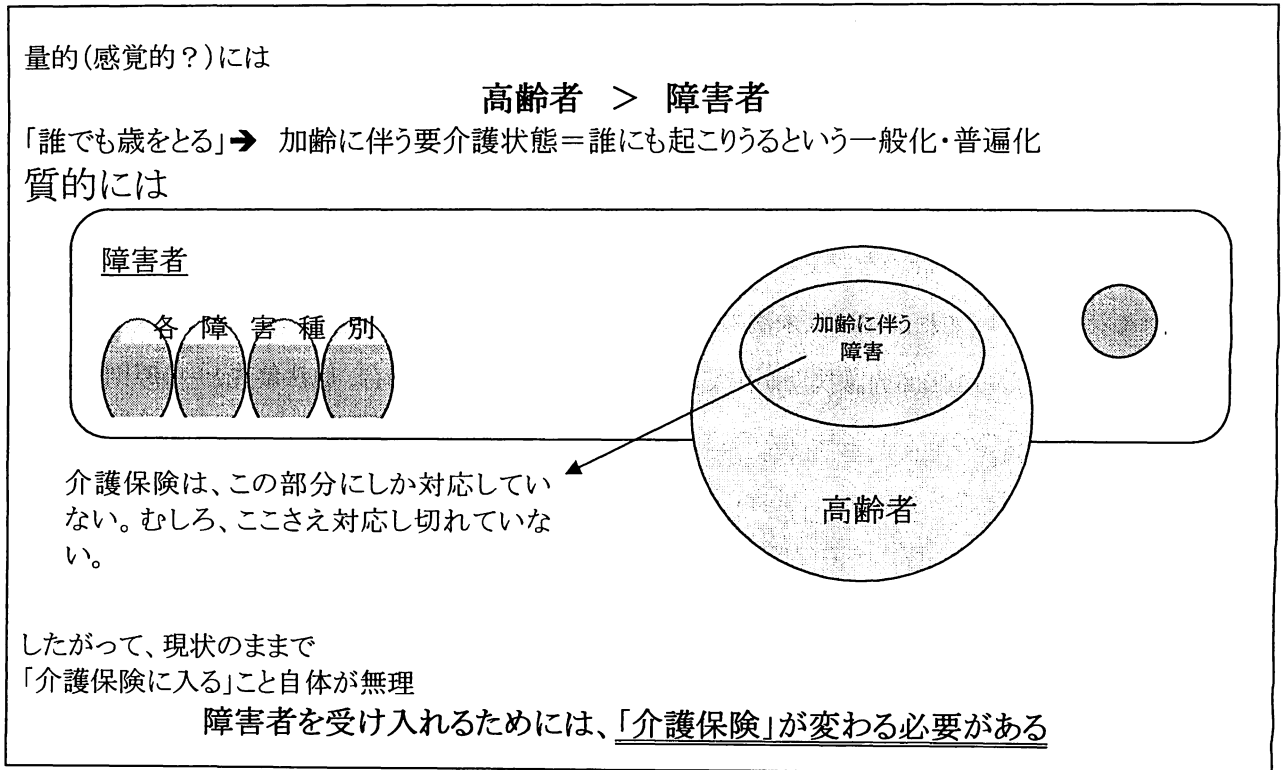 量的(感覚的?)には
高齢者 > 障害者
「誰でも歳をとる」➔ 加齢に伴う要介護状態=誰にも起こりうるという一般化・普遍化
質的には
障害者
各 障 害 種 別
加齢に伴う
障害
介護保険は、この部分にしか対応してい
ない。むしろ、ここさえ対応し切れていな
い。
高齢者
したがって、現状のままで
「介護保険に入る」こと自体が無理
障害者を受け入れるためには、「介護保険」が変わる必要がある